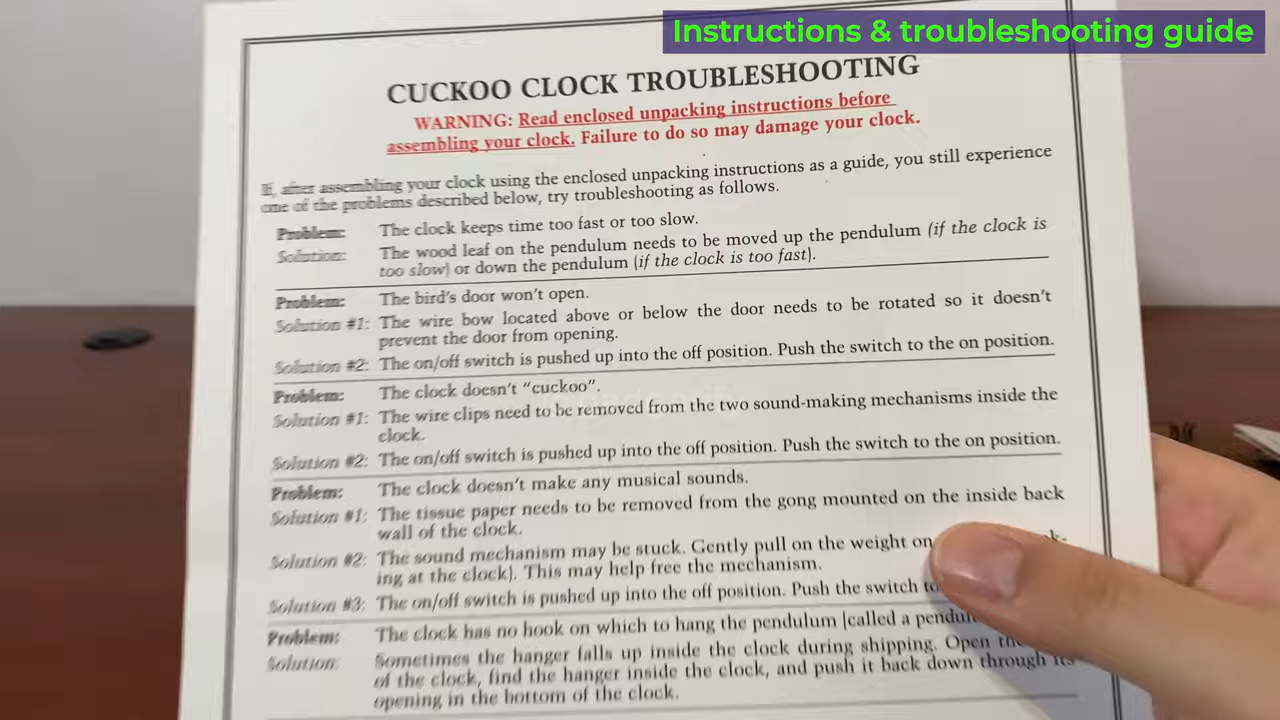 Instructions & troubleshooting guide
CUCKOO CLOCK TROUBLESHOOTING
WARNING: Read enclosed unpacking instructions before
assembling your clock. Failure to do so may damage your clock.
If, after assembling your clock using the enclosed unpacking instructions as a guide, you still experience
one of the problems described below, try troubleshooting as follows.
Problem: The clock keeps time too fast or too slow.
Solution: The wood leaf on the pendulum needs to be moved up the pendulum (if the clock is
too slow) or down the pendulum (if the clock is too fast).
Problem: The bird's door won't open.
Solution #1: The wire bow located above or below the door needs to be rotated so it doesn't
prevent the door from opening.
Solution #2: The on/off switch is pushed up into the off position. Push the switch to the on position.
Problem: The clock doesn't “cuckoo”.
Solution #1: The wire clips need to be removed from the two sound-making mechanisms inside the
clock.
Solution #2: The on/off switch is pushed up into the off position. Push the switch to the on position.
Problem: The clock doesn't make any musical sounds.
Solution #1: The tissue paper needs to be removed from the gong mounted on the inside back
wall of the clock.
Solution #2: The sound mechanism may be stuck. Gently pull on the weight on
ing at the clock). This may help free the mechanism.
Solution #3: The on/off switch is pushed up into the off position. Push the switch to
Problem: The clock has no hook on which to hang the pendulum (called a
Solution: Sometimes the hanger falls up inside the clock during shipping. Open
of the clock, find the hanger inside the clock, and push it back down through its
opening in the bottom of the clock.